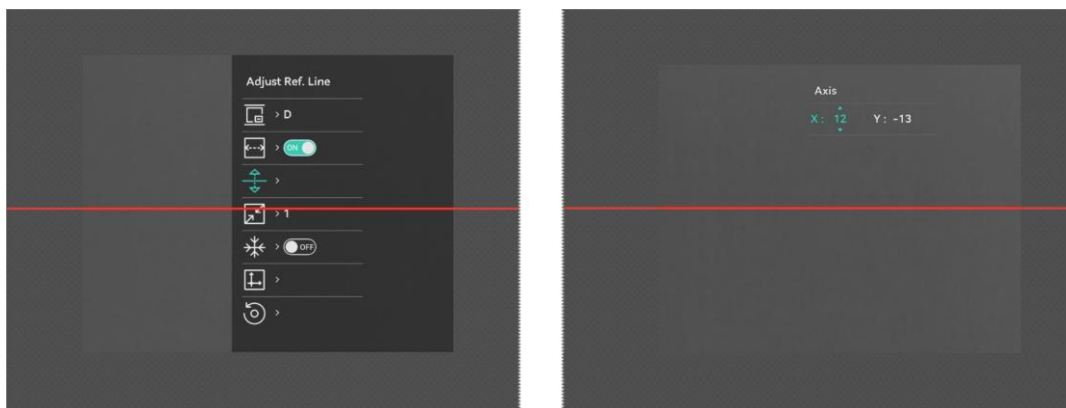 Adjust Ref. Line
> D
> ON
>
> 1
> OFF
>
>
Axis
X : 12 Y : -13